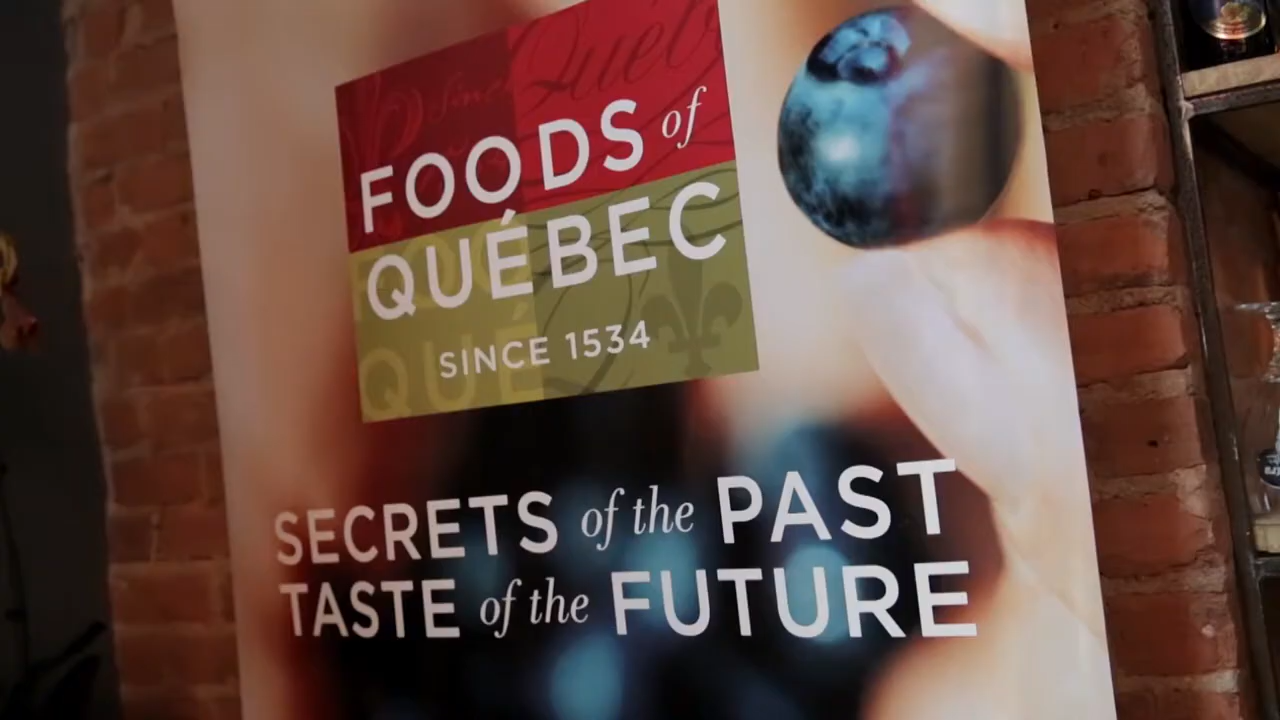 FOODS of
QUÉBEC
SINCE 1534
SECRETS of the PAST
TASTE of the FUTURE